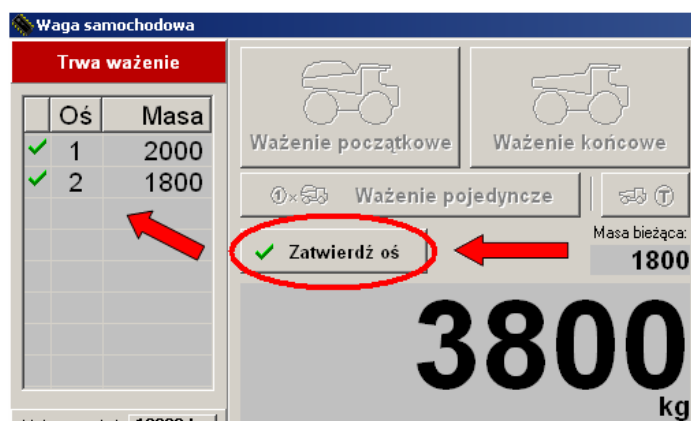 Waga samochodowa
Trwa ważenie
Oś Masa
1 2000
2 1800
Ważenie początkowe
Ważenie końcowe
Ważenie pojedyncze
T
Zatwierdź oś
Masa bieżąca:
1800
3800
kg